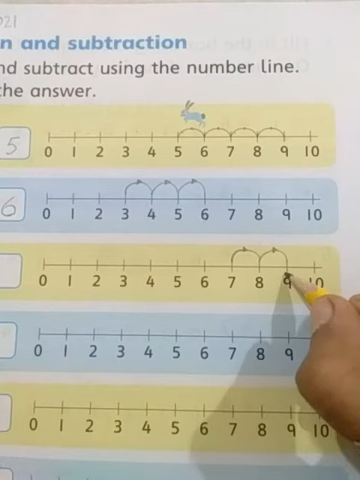 021
n and subtraction
nd subtract using the number line.
the answer.
5 0 1 2 3 4 5 6 7 8 9 10
6 0 1 2 3 4 5 6 7 8 9 10
0 1 2 3 4 5 6 7 8 9 10
0 1 2 3 4 5 6 7 8 9
0 1 2 3 4 5 6 7 8 9 10